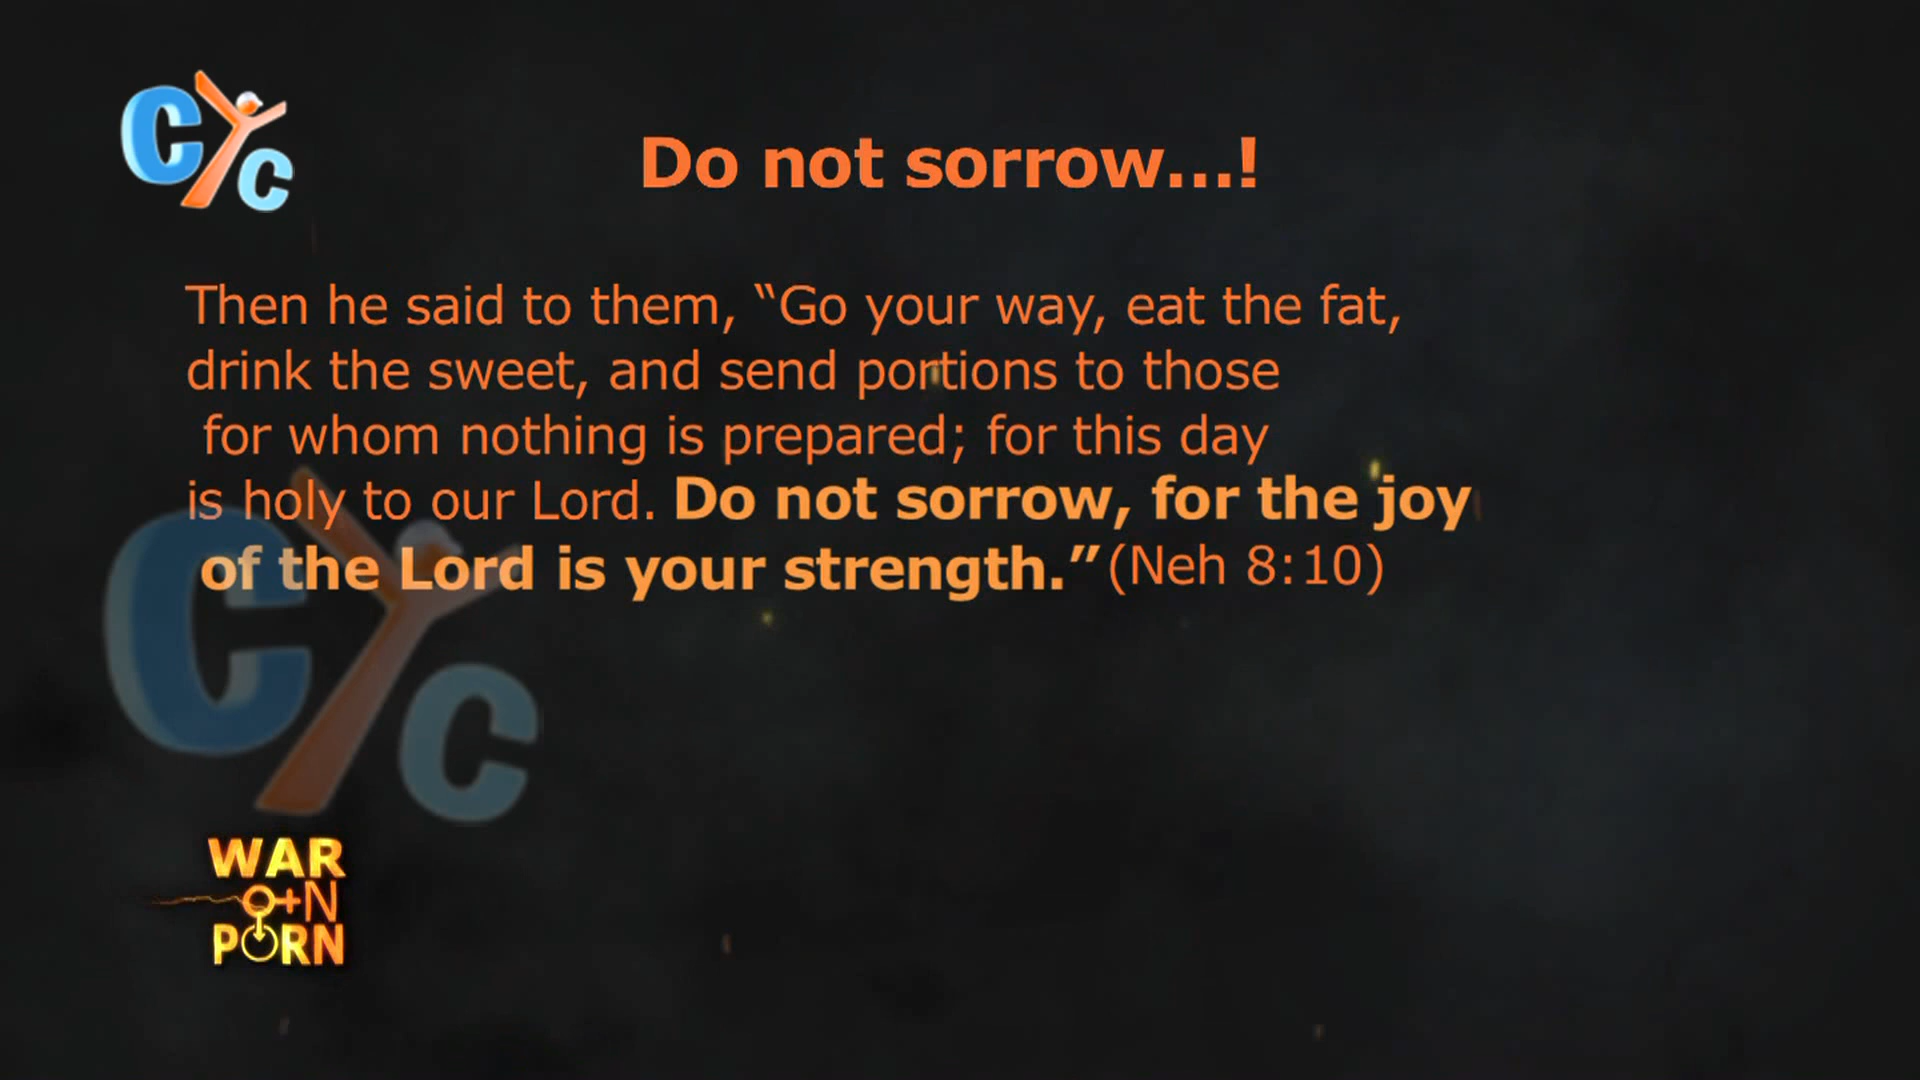 CYC
Do not sorrow...!
Then he said to them, “Go your way, eat the fat,
drink the sweet, and send portions to those
for whom nothing is prepared; for this day
is holy to our Lord. Do not sorrow, for the joy
of the Lord is your strength.”(Neh 8:10)
CYC
WAR
ON
PORN